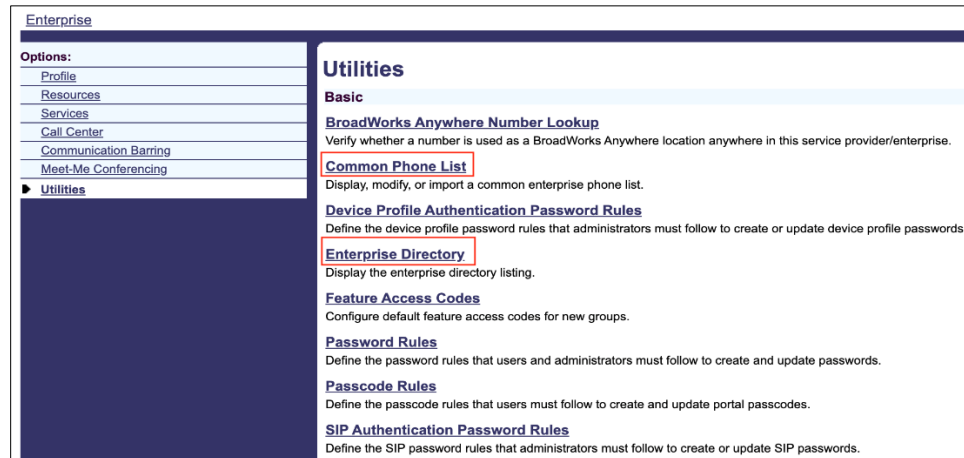 Enterprise
Options:
Profile
Resources
Services
Call Center
Communication Barring
Meet-Me Conferencing
Utilities
Utilities
Basic
BroadWorks Anywhere Number Lookup
Verify whether a number is used as a BroadWorks Anywhere location anywhere in this service provider/enterprise.
Common Phone List
Display, modify, or import a common enterprise phone list.
Device Profile Authentication Password Rules
Define the device profile password rules that administrators must follow to create or update device profile passwords
Enterprise Directory
Display the enterprise directory listing.
Feature Access Codes
Configure default feature access codes for new groups.
Password Rules
Define the password rules that users and administrators must follow to create and update passwords.
Passcode Rules
Define the passcode rules that users must follow to create and update portal passcodes.
SIP Authentication Password Rules
Define the SIP password rules that administrators must follow to create or update SIP passwords.